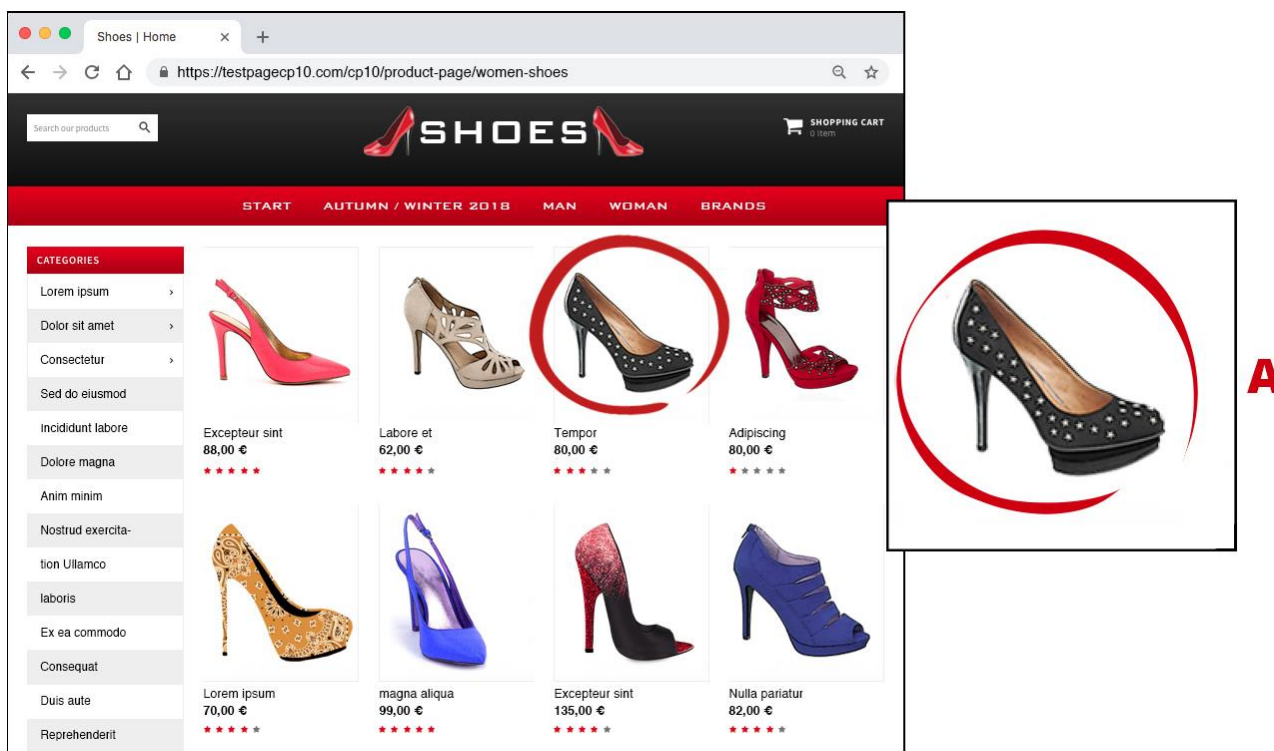 Shoes | Home
https://testpagecp10.com/cp10/product-page/women-shoes
Search our products
SHOES
SHOPPING CART
0 Item
START AUTUMN / WINTER 2018 MAN WOMAN BRANDS
CATEGORIES
Lorem ipsum
Dolor sit amet
Consectetur
Sed do eiusmod
Incididunt labore
Dolore magna
Anim minim
Nostrud exercita-
tion Ullamco
laboris
Ex ea commodo
Consequat
Duis aute
Reprehenderit
Excepteur sint
88,00 €
Labore et
62,00 €
Tempor
80,00 €
Adipiscing
80,00 €
Lorem ipsum
70,00 €
magna aliqua
99,00 €
Excepteur sint
135,00 €
Nulla pariatur
82,00 €
A